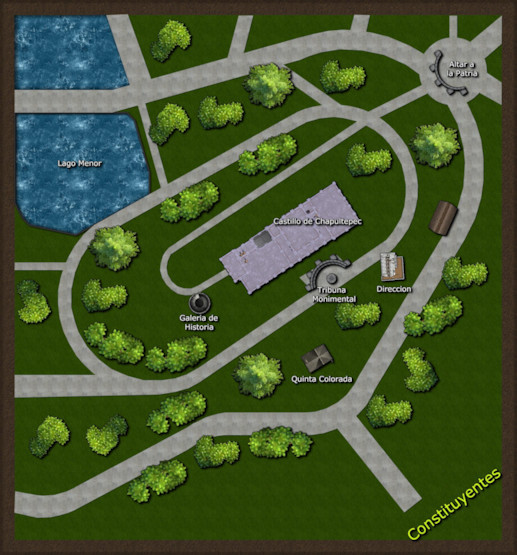 Altar a
la Patria
Lago Menor
Castillo de Chapultepec
Tribuna
Monimental
Direccion
Galeria de
Historia
Quinta Colorada
Constituyentes